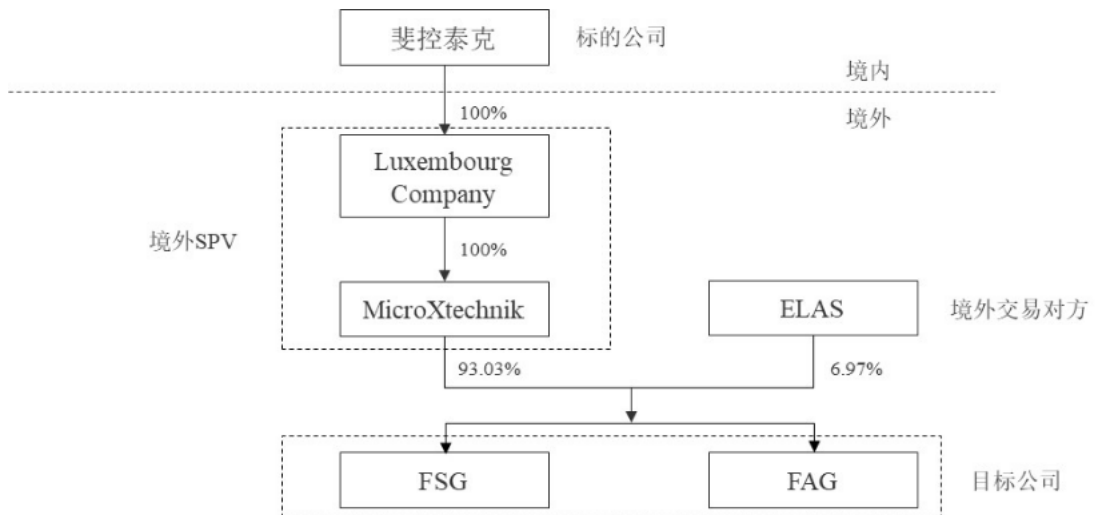 斐控泰克
标的公司
境内
100%
境外
Luxembourg
Company
境外SPV
100%
MicroXtechnik
ELAS
境外交易对方
93.03%
6.97%
FSG
FAG
目标公司